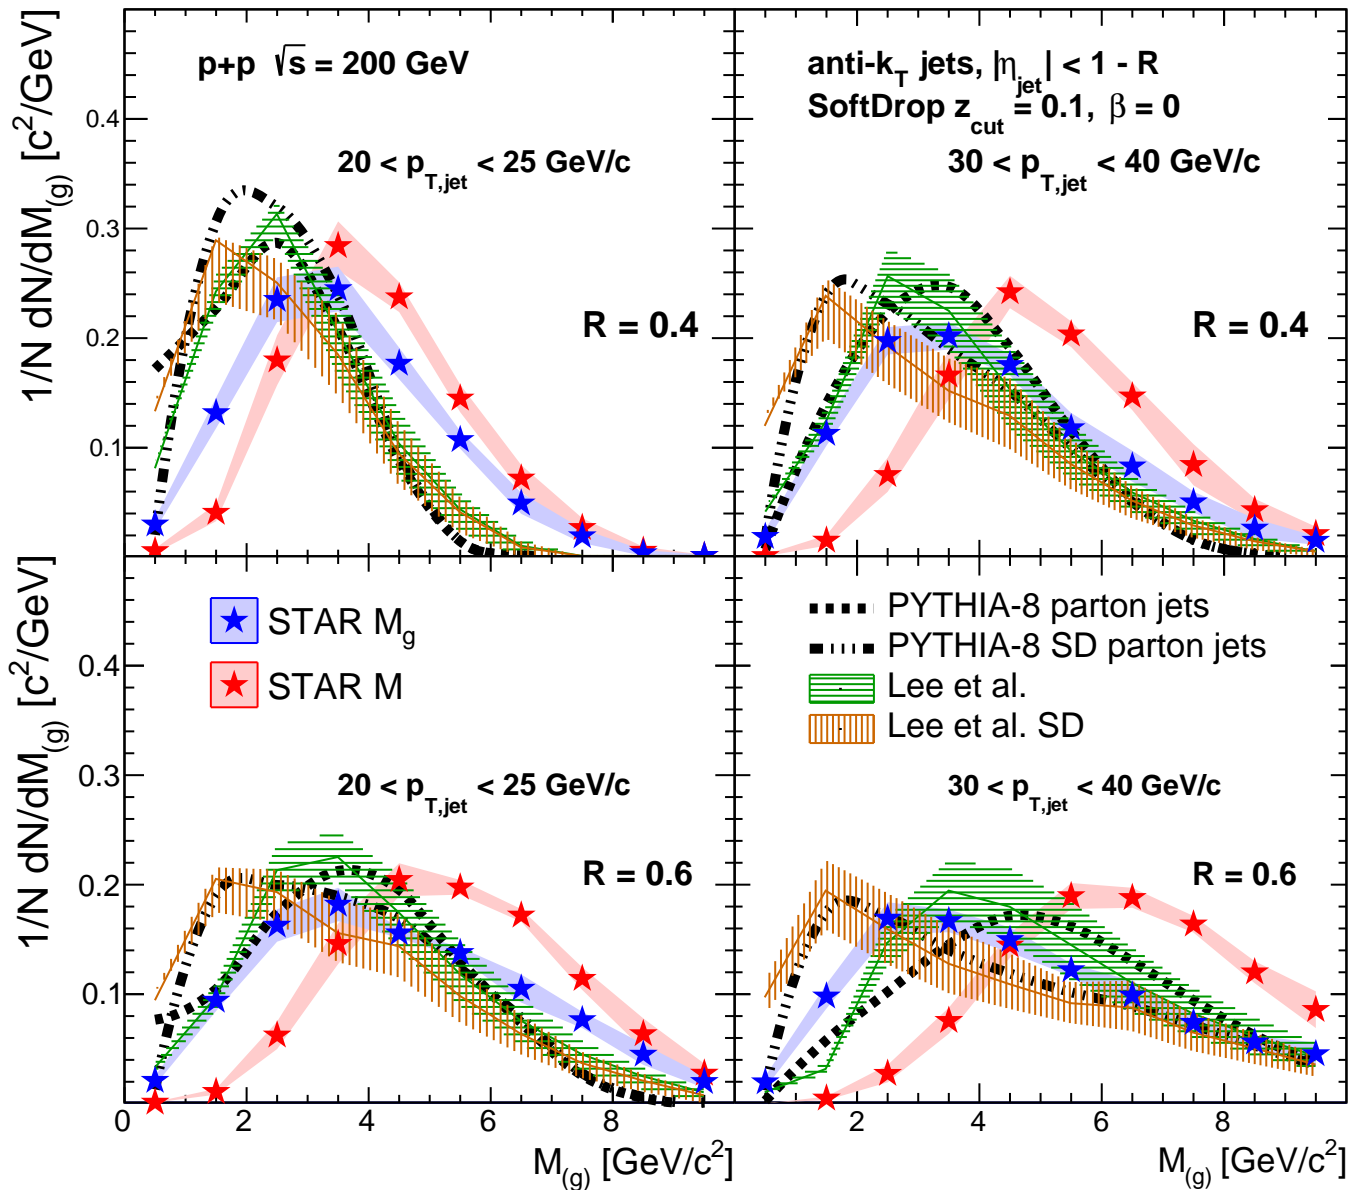 p+p √s = 200 GeV
20 < p_T,jet < 25 GeV/c
R = 0.4
1/N dN/dM_(g) [c^2/GeV]
0.4
0.3
0.2
0.1
anti-k_T jets, |η_jet| < 1 - R
SoftDrop z_cut = 0.1, β = 0
30 < p_T,jet < 40 GeV/c
R = 0.4
STAR M_g
STAR M
20 < p_T,jet < 25 GeV/c
R = 0.6
1/N dN/dM_(g) [c^2/GeV]
0.4
0.3
0.2
0.1
0 2 4 6 8
M_(g) [GeV/c^2]
PYTHIA-8 parton jets
PYTHIA-8 SD parton jets
Lee et al.
Lee et al. SD
30 < p_T,jet < 40 GeV/c
R = 0.6
2 4 6 8
M_(g) [GeV/c^2]